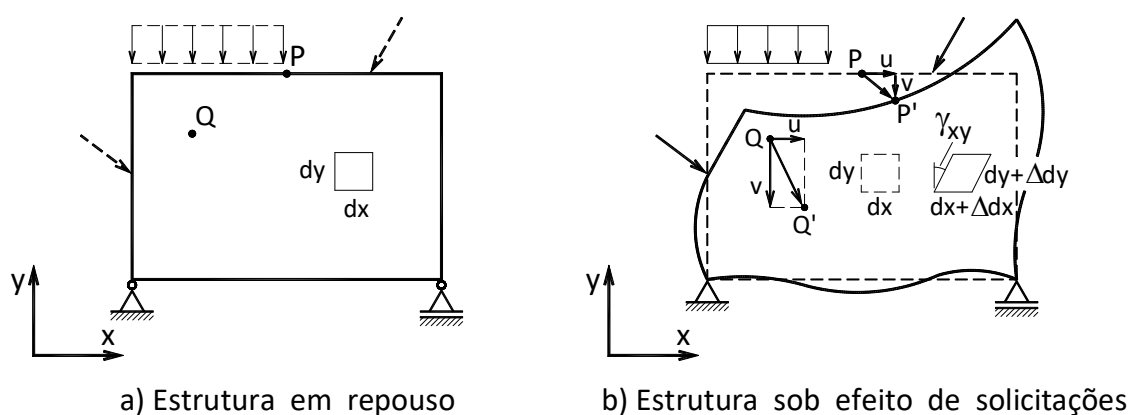 P
Q
dy
dx
y
x
a) Estrutura em repouso
P
u
v
P'
Q
u
v
Q'
dy
dx
γxy
dy+Δdy
dx+Δdx
y
x
b) Estrutura sob efeito de solicitações